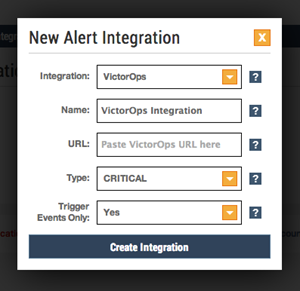 New Alert Integration
X
Integration: VictorOps ?
Name: VictorOps Integration ?
URL: Paste VictorOps URL here ?
Type: CRITICAL ?
Trigger
Events Only: Yes ?
Create Integration